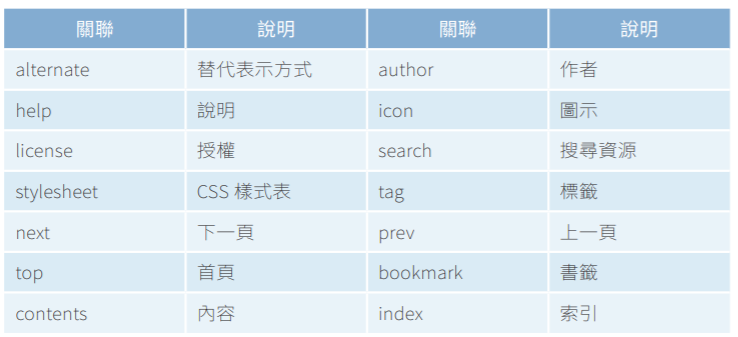 關聯 說明 關聯 說明
alternate 替代表示方式 author 作者
help 說明 icon 圖示
license 授權 search 搜尋資源
stylesheet CSS 樣式表 tag 標籤
next 下一頁 prev 上一頁
top 首頁 bookmark 書籤
contents 內容 index 索引